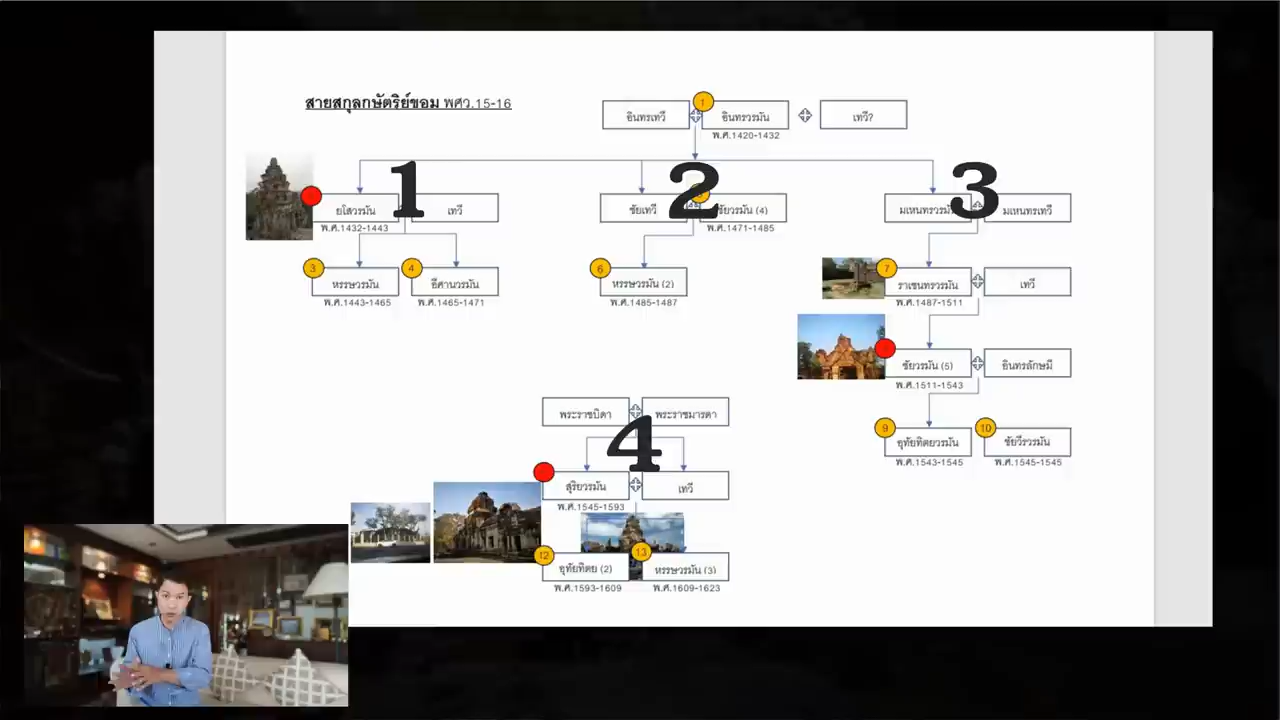 สายสกุลกษัตริย์ขอม พศว.15-16
อินทรเทวี
1
อินทรวรมัน
เทวี?
พ.ศ.1420-1432
1
2
3
ยโสวรมัน
เทวี
ชัยเทวี
ชัยวรมัน (4)
มเหนทรวรมัน
มเหนทรเทวี
พ.ศ.1432-1443
พ.ศ.1471-1485
3
หรรษวรมัน
4
อีศานวรมัน
6
หรรษวรมัน (2)
7
ราเชนทรวรมัน
เทวี
พ.ศ.1443-1465
พ.ศ.1465-1471
พ.ศ.1485-1487
พ.ศ.1487-1511
ชัยวรมัน (5)
อินทรลักษมี
พ.ศ.1511-1543
พระราชบิดา
พระราชมารดา
4
9
อุทัยทิตยวรมัน
10
ชัยวีรวรมัน
พ.ศ.1543-1545
พ.ศ.1545-1545
สุริยวรมัน
เทวี
พ.ศ.1545-1593
12
อุทัยทิตย (2)
13
หรรษวรมัน (3)
พ.ศ.1593-1609
พ.ศ.1609-1623